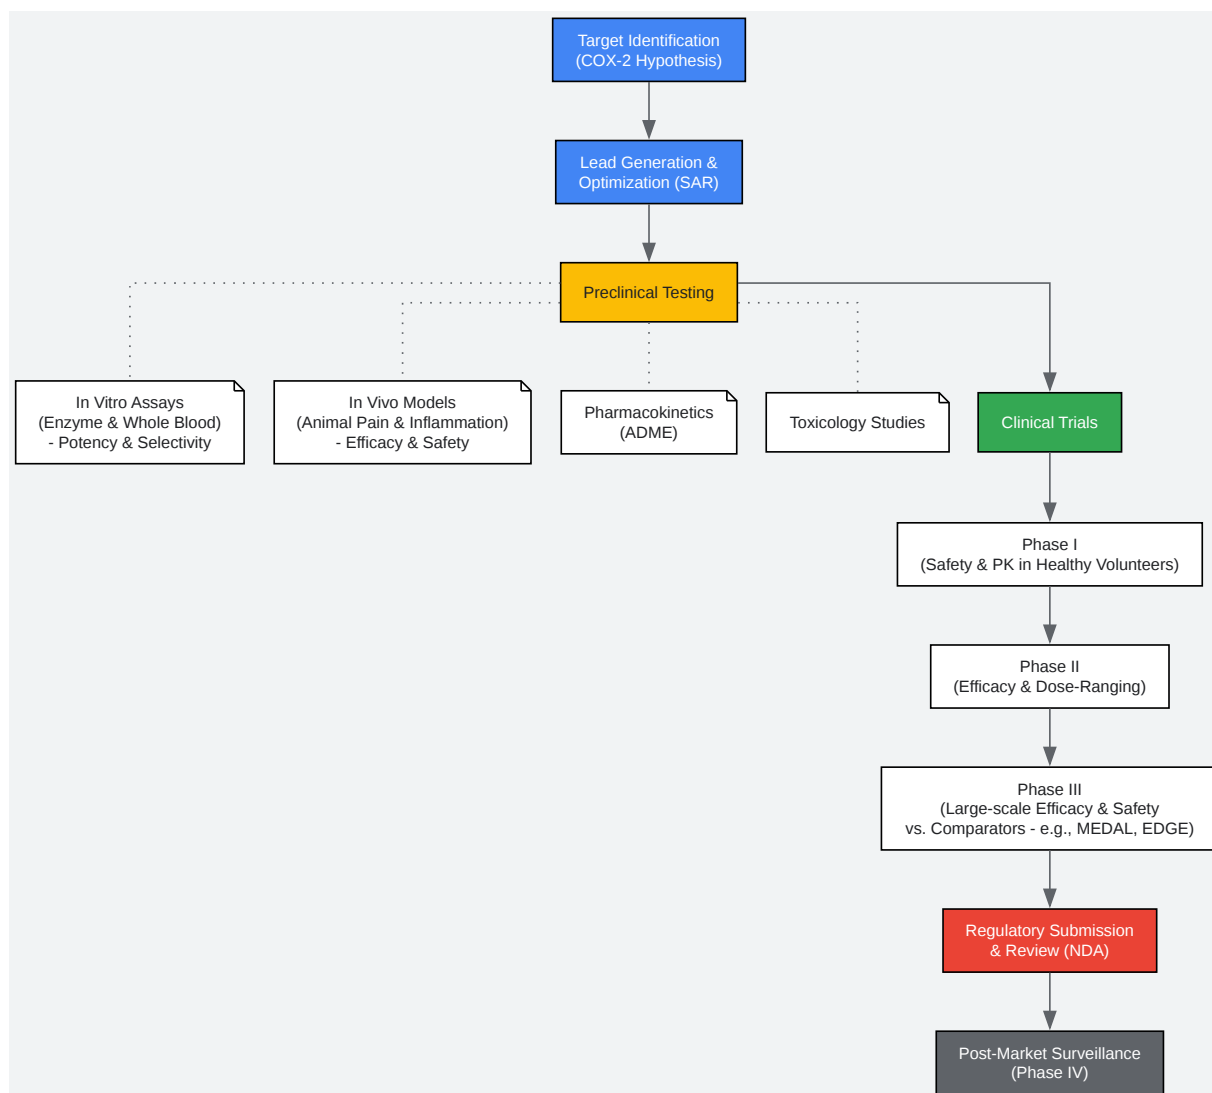 Target Identification
(COX-2 Hypothesis)
Lead Generation &
Optimization (SAR)
Preclinical Testing
In Vitro Assays
(Enzyme & Whole Blood)
- Potency & Selectivity
In Vivo Models
(Animal Pain & Inflammation)
- Efficacy & Safety
Pharmacokinetics
(ADME)
Toxicology Studies
Clinical Trials
Phase I
(Safety & PK in Healthy Volunteers)
Phase II
(Efficacy & Dose-Ranging)
Phase III
(Large-scale Efficacy & Safety
vs. Comparators - e.g., MEDAL, EDGE)
Regulatory Submission
& Review (NDA)
Post-Market Surveillance
(Phase IV)